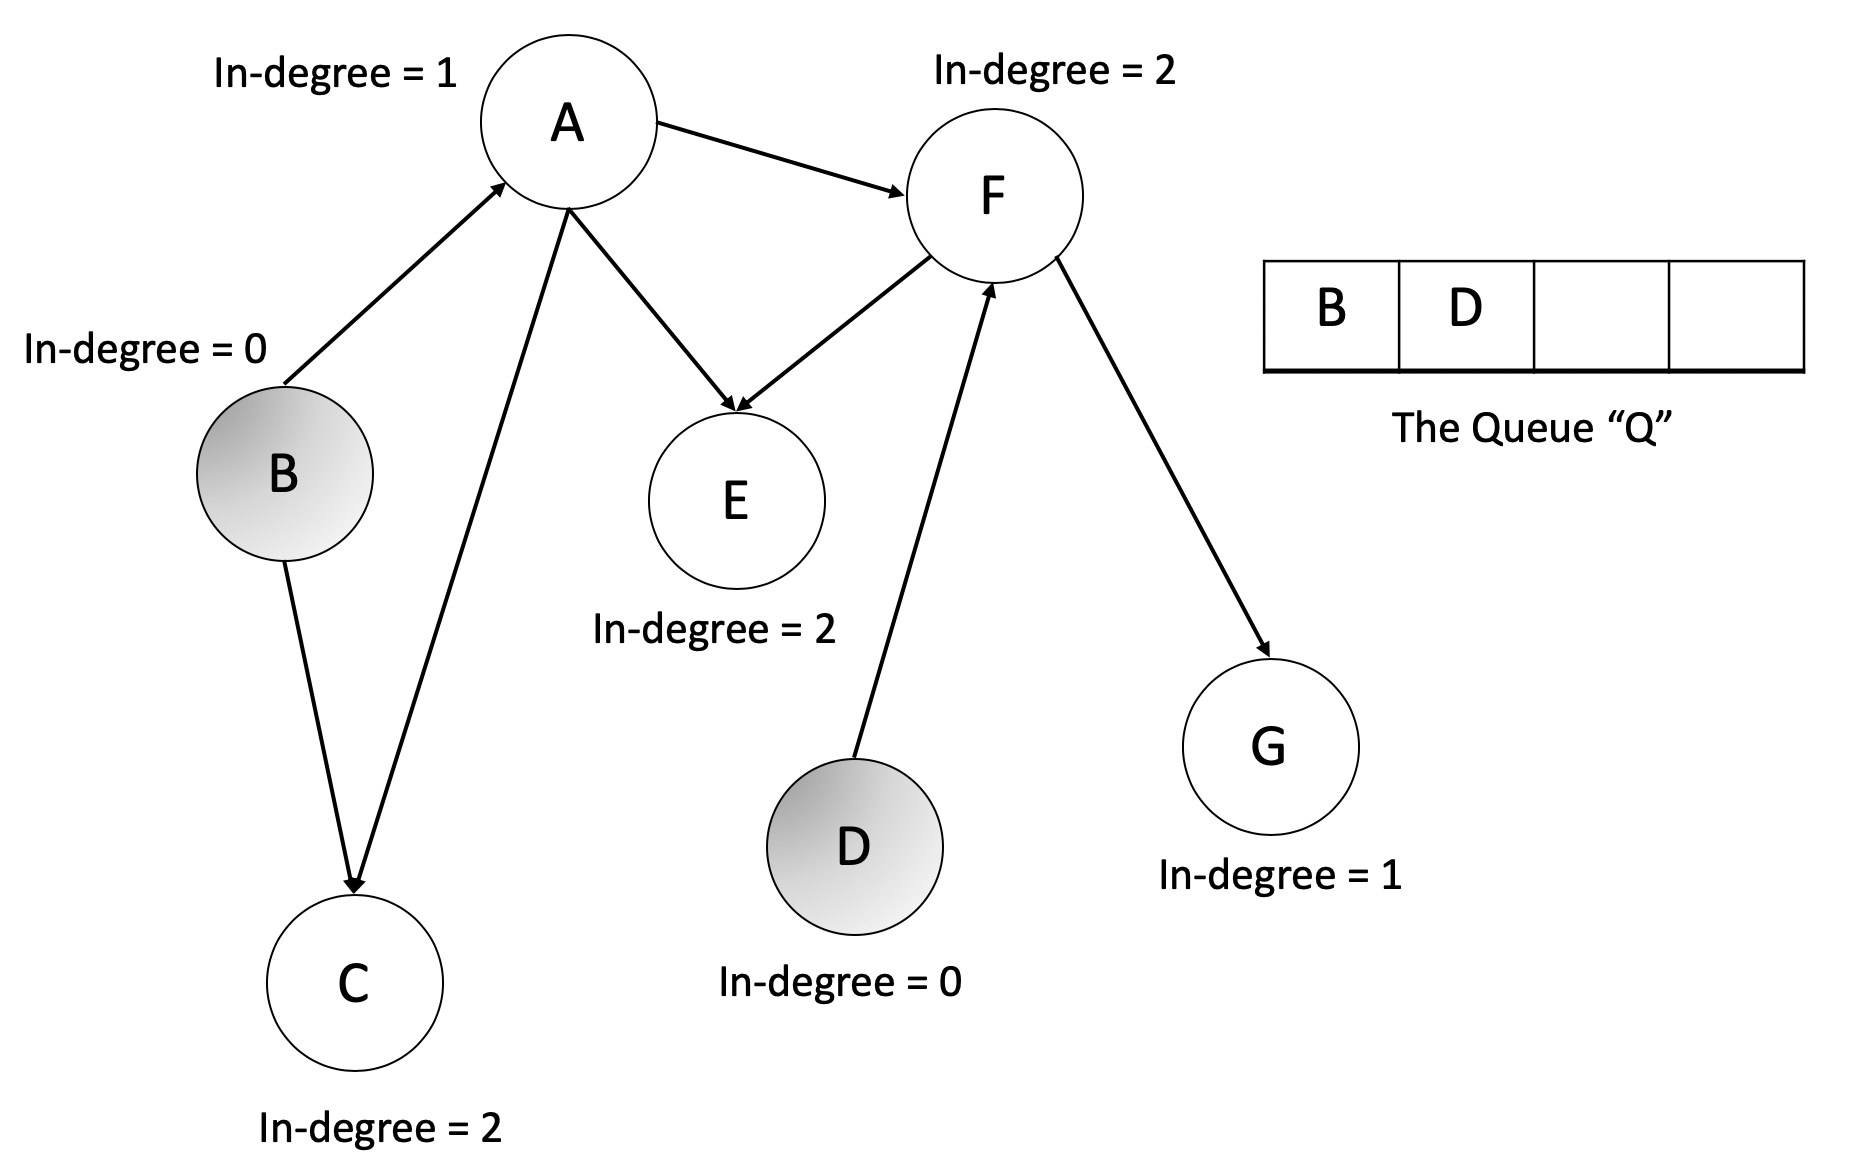 In-degree = 1
A
In-degree = 2
F
B D
The Queue “Q”
In-degree = 0
B
E
In-degree = 2
G
D
In-degree = 1
C
In-degree = 0
In-degree = 2